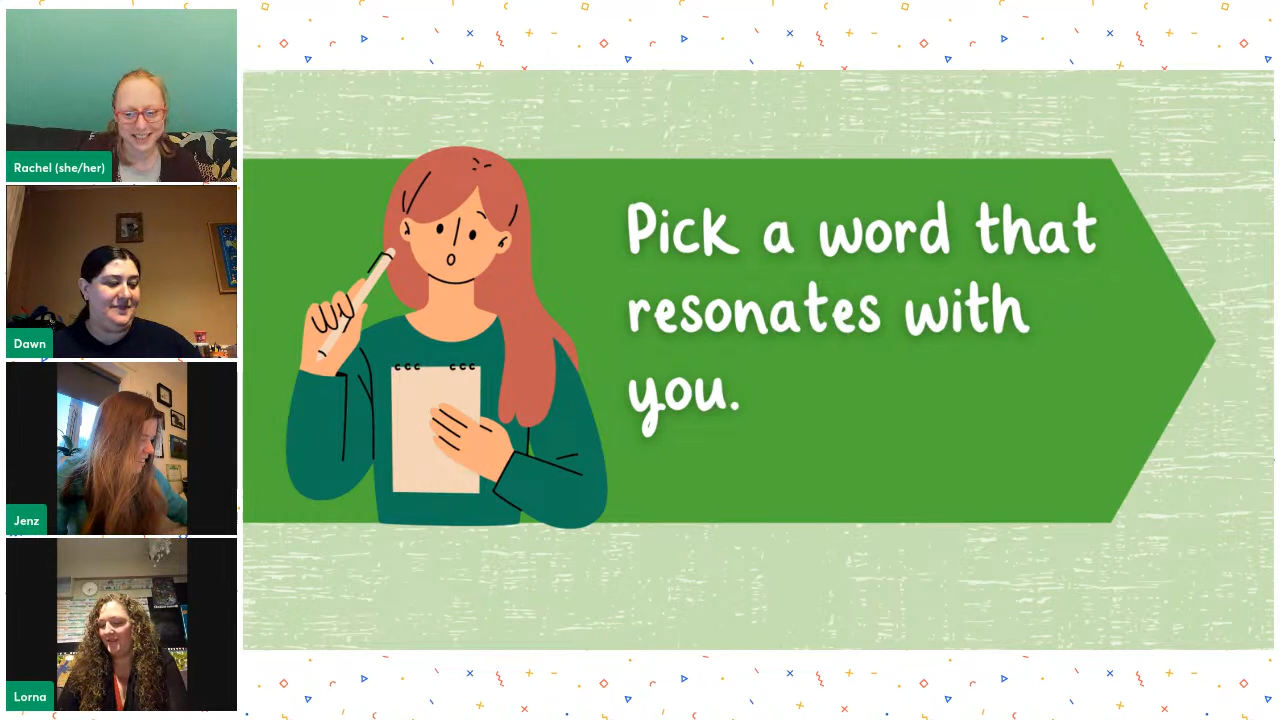 Rachel (she/her)
Dawn
Jenz
Lorna
Pick a word that
resonates with
you.